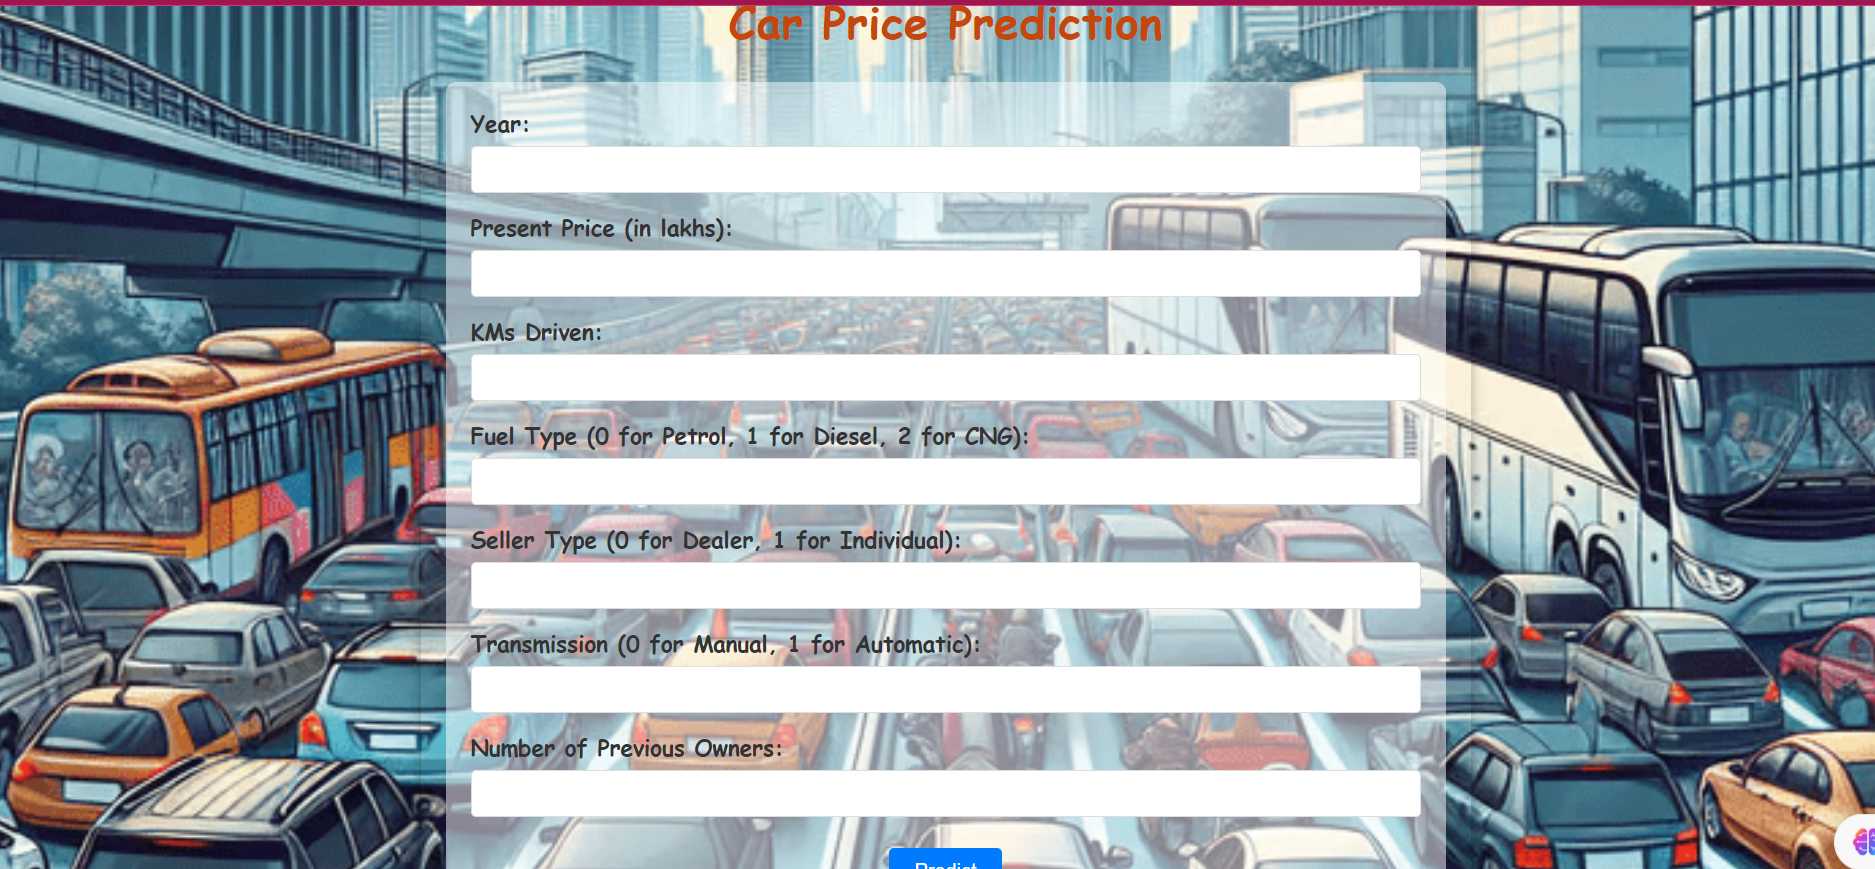 Car Price Prediction
Year:
Present Price (in lakhs):
KMs Driven:
Fuel Type (0 for Petrol, 1 for Diesel, 2 for CNG):
Seller Type (0 for Dealer, 1 for Individual):
Transmission (0 for Manual, 1 for Automatic):
Number of Previous Owners:
Predict